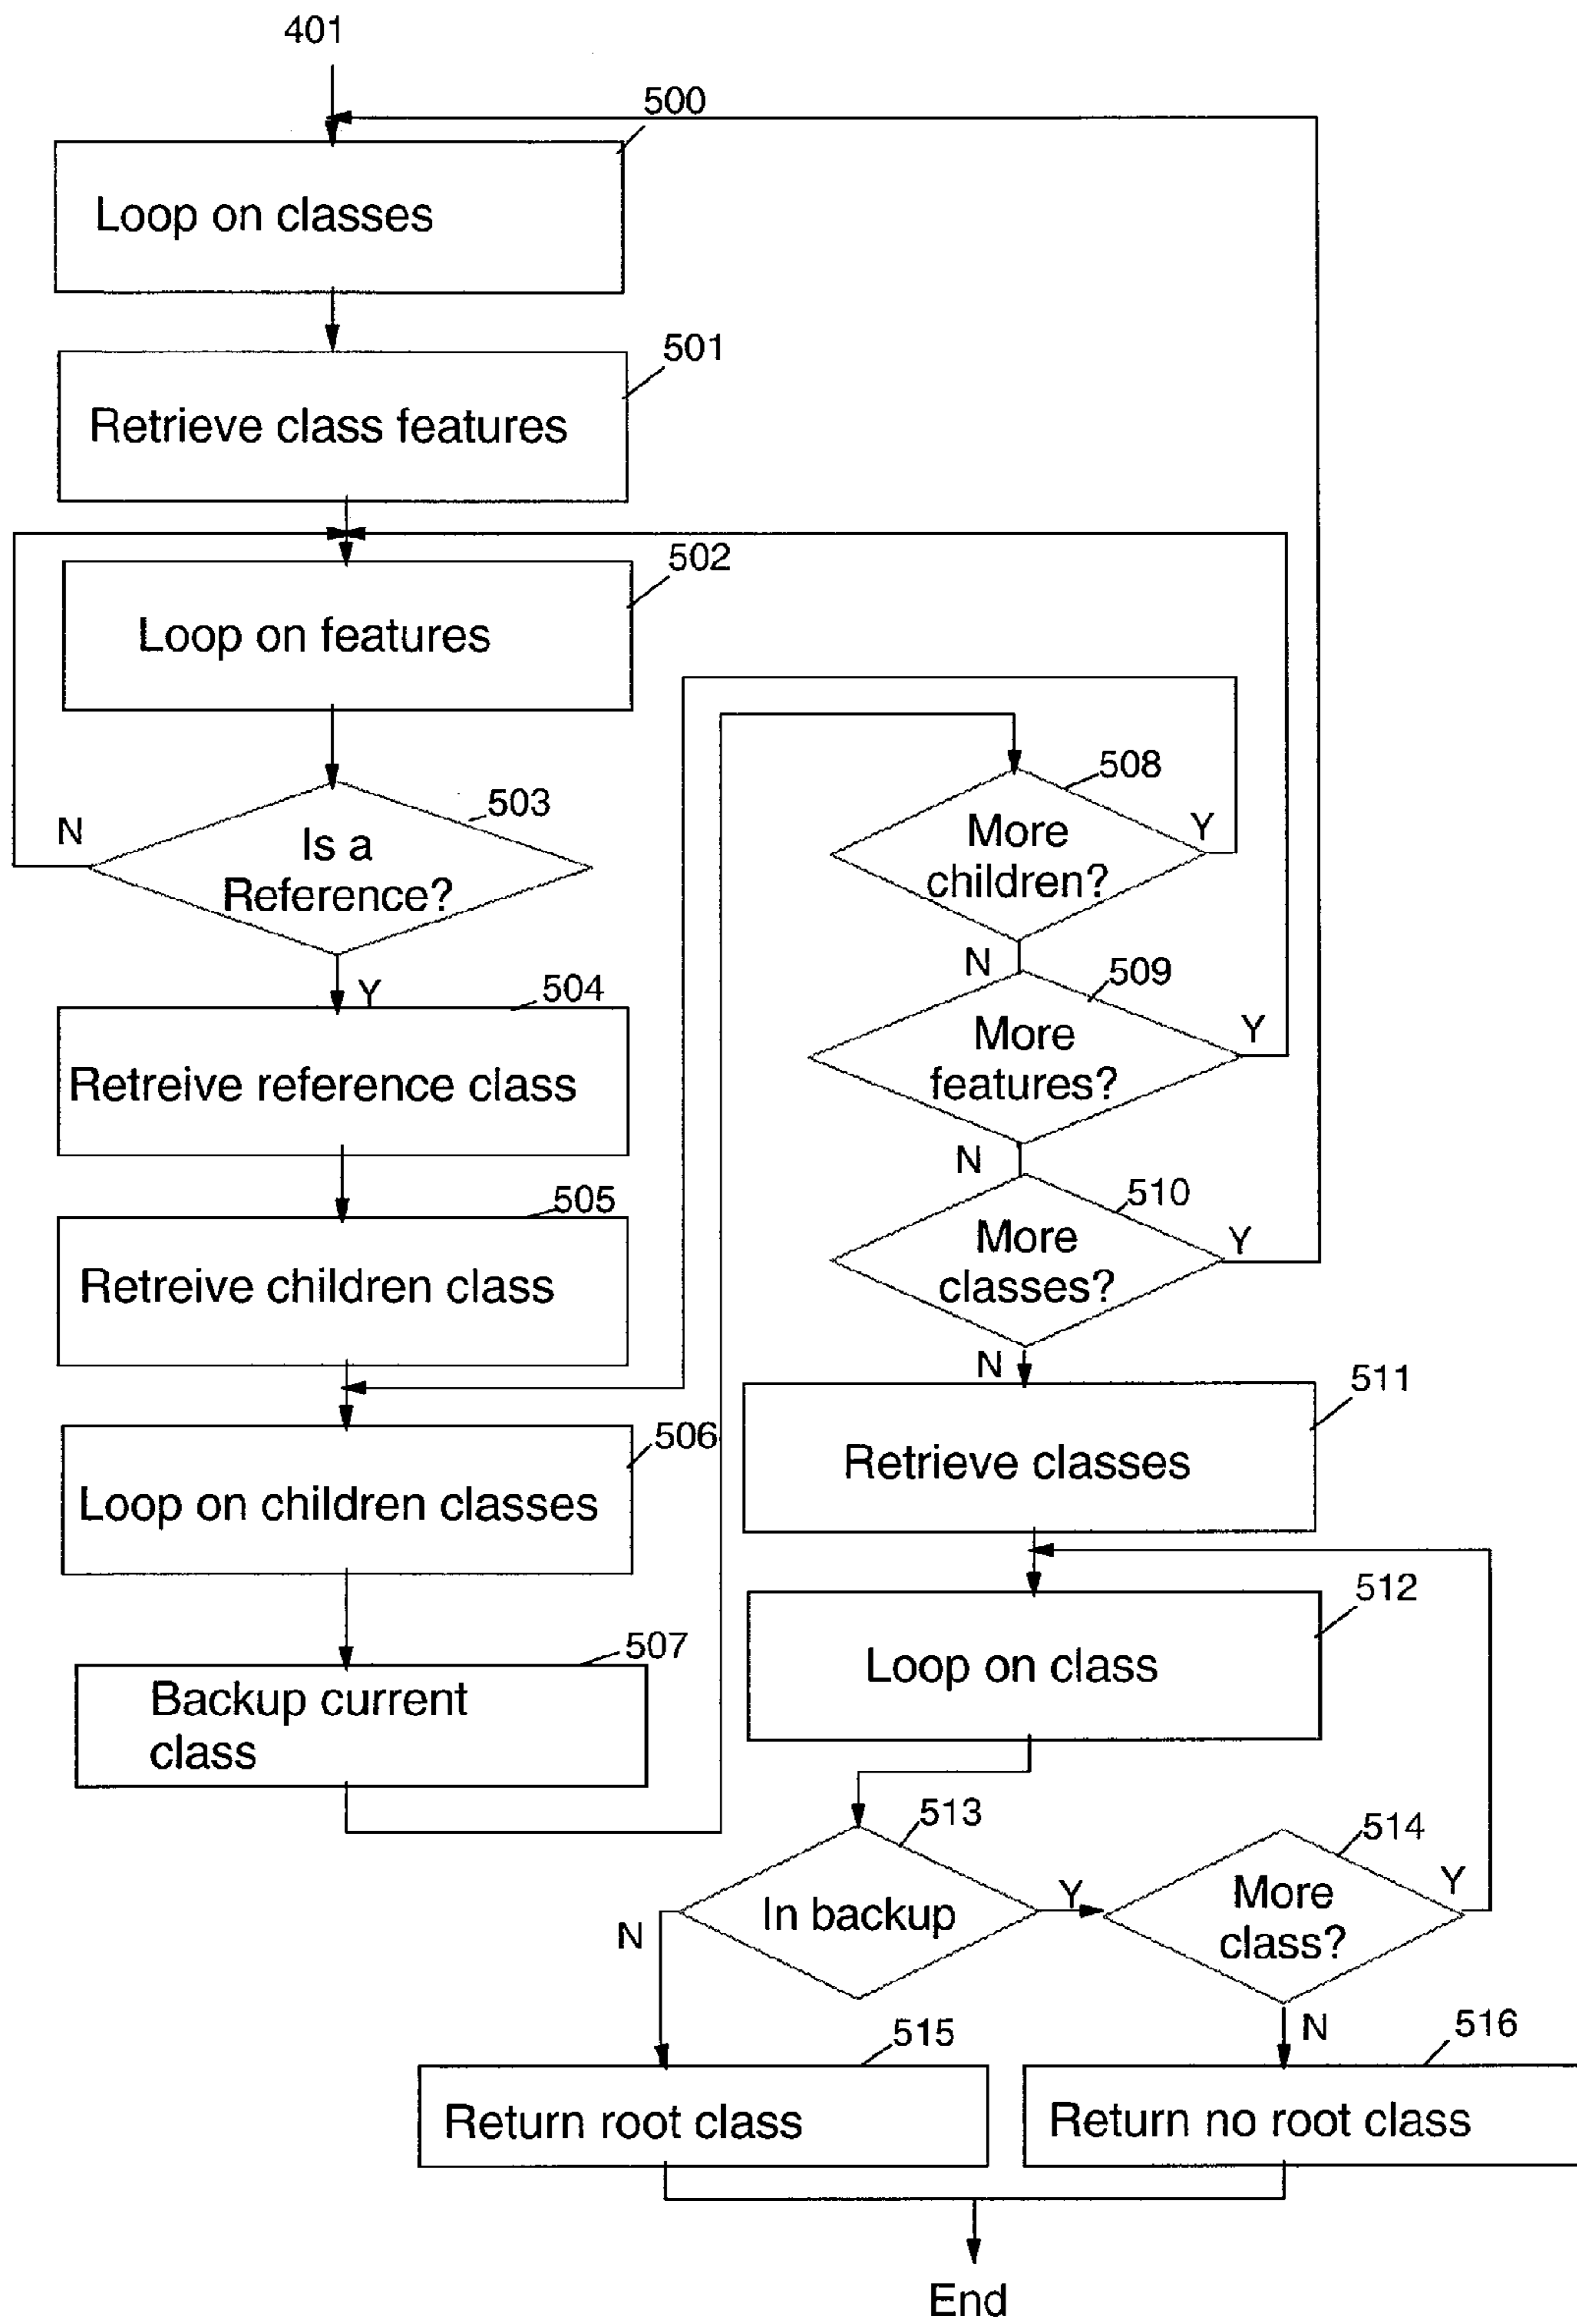 401
500
Loop on classes
501
Retrieve class features
502
Loop on features
503
Is a
Reference?
N
Y
504
Retreive reference class
505
Retreive children class
506
Loop on children classes
507
Backup current
class
508
More
children?
Y
N
509
More
features?
Y
N
510
More
classes?
Y
N
511
Retrieve classes
512
Loop on class
513
In backup
Y
N
514
More
class?
Y
N
515
Return root class
516
Return no root class
End